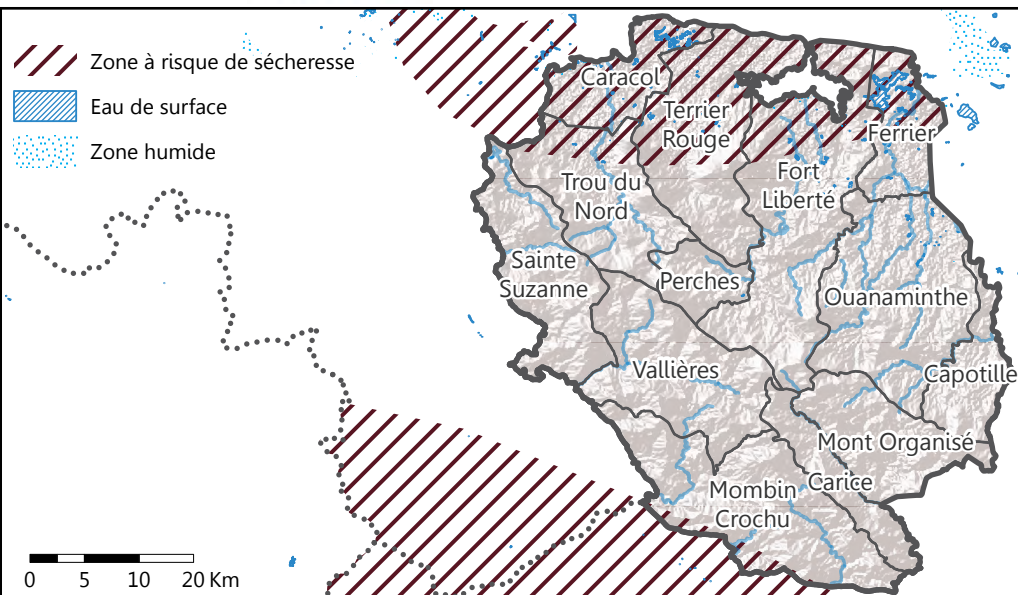 Zone à risque de sécheresse
Eau de surface
Zone humide
Caracol
Terrier
Rouge
Ferrier
Fort
Liberté
Trou du
Nord
Sainte
Suzanne
Perches
Ouanaminthe
Vallières
Capotille
Mont Organisé
Carice
Mombin
Crochu
0 5 10 20 Km